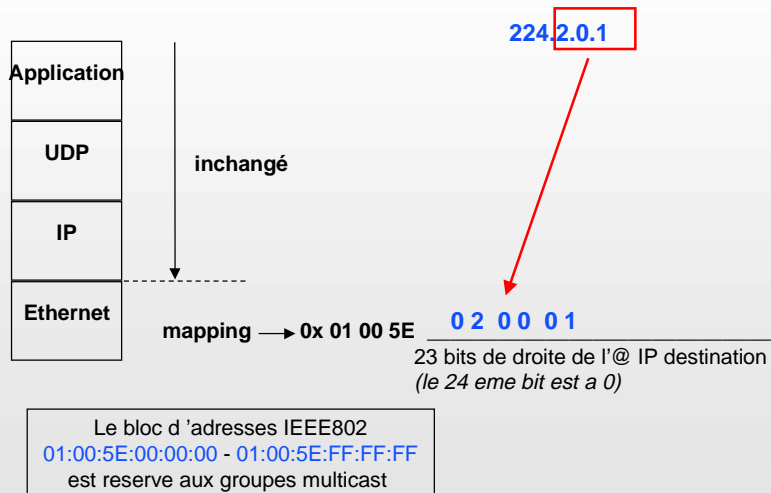 224.2.0.1
Application
UDP
inchangé
IP
Ethernet
mapping 0x 01 00 5E 0 2 0 0 0 1
23 bits de droite de l'@ IP destination
(le 24 eme bit est a 0)
Le bloc d 'adresses IEEE802
01:00:5E:00:00:00 - 01:00:5E:FF:FF:FF
est reserve aux groupes multicast